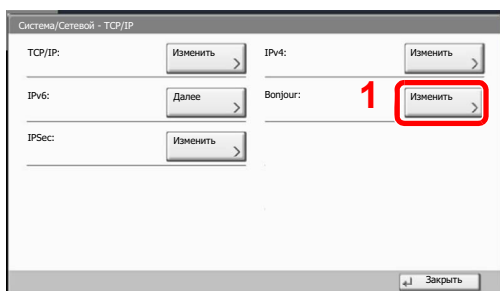 Система/Сетевой - TCP/IP
TCP/IP: Изменить IPv4: Изменить
IPv6: Далее Bonjour: 1 Изменить
IPSec: Изменить
Закрыть